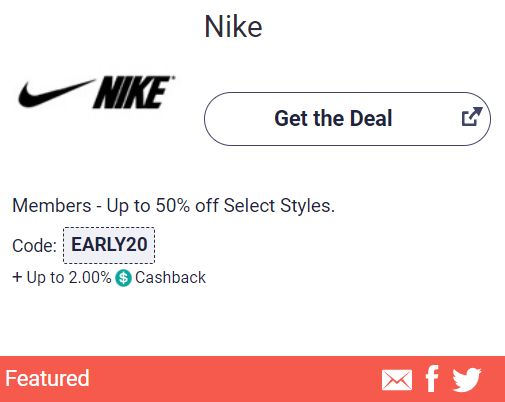 Nike
NIKE
Get the Deal
Members - Up to 50% off Select Styles.
Code: EARLY20
+ Up to 2.00% $ Cashback
Featured